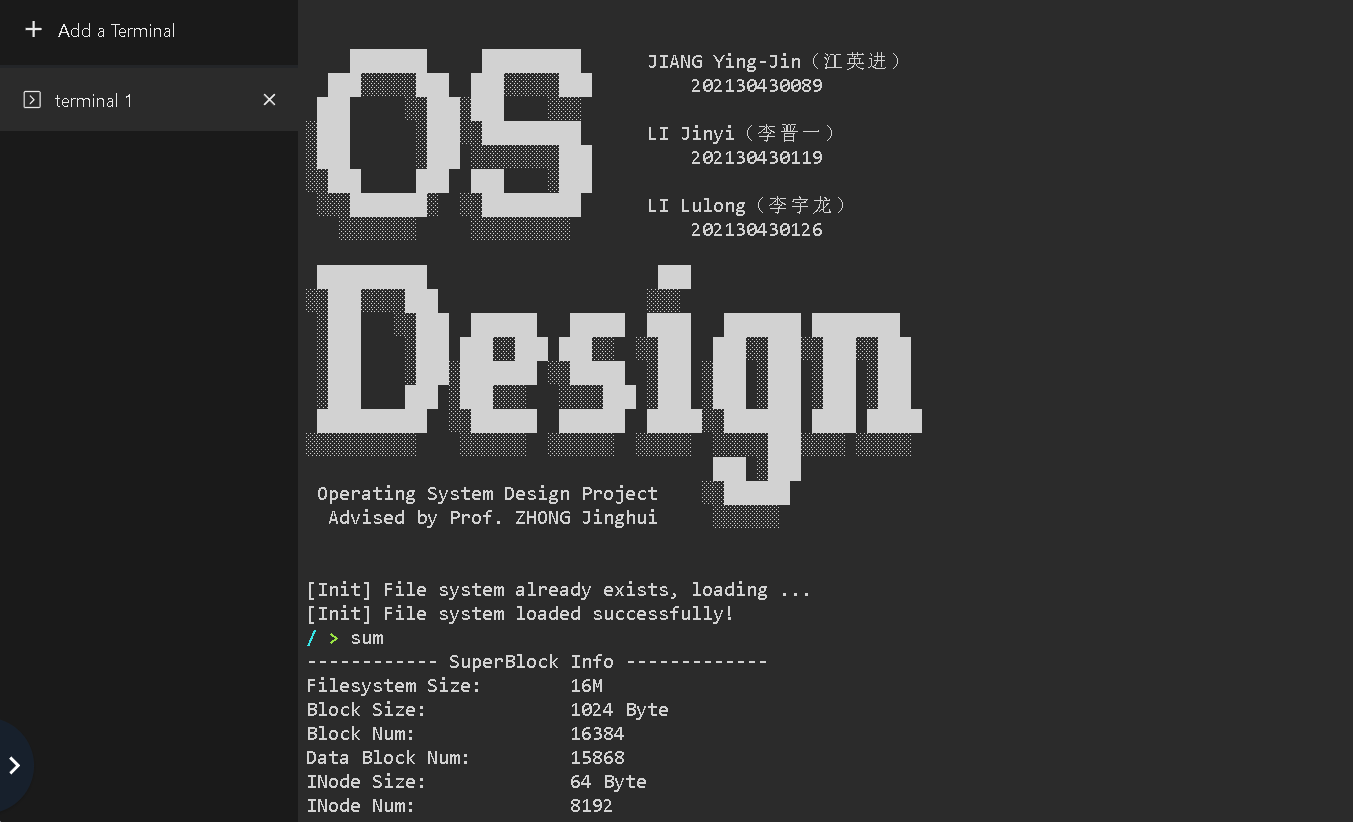 Add a Terminal
terminal 1
OS
JIANG Ying-Jin（江英进）
202130430089
LI Jinyi（李晋一）
202130430119
LI Lulong（李宇龙）
202130430126
Design
Operating System Design Project
Advised by Prof. ZHONG Jinghui
[Init] File system already exists, loading ...
[Init] File system loaded successfully!
/ > sum
------------ SuperBlock Info -------------
Filesystem Size: 16M
Block Size: 1024 Byte
Block Num: 16384
Data Block Num: 15868
INode Size: 64 Byte
INode Num: 8192